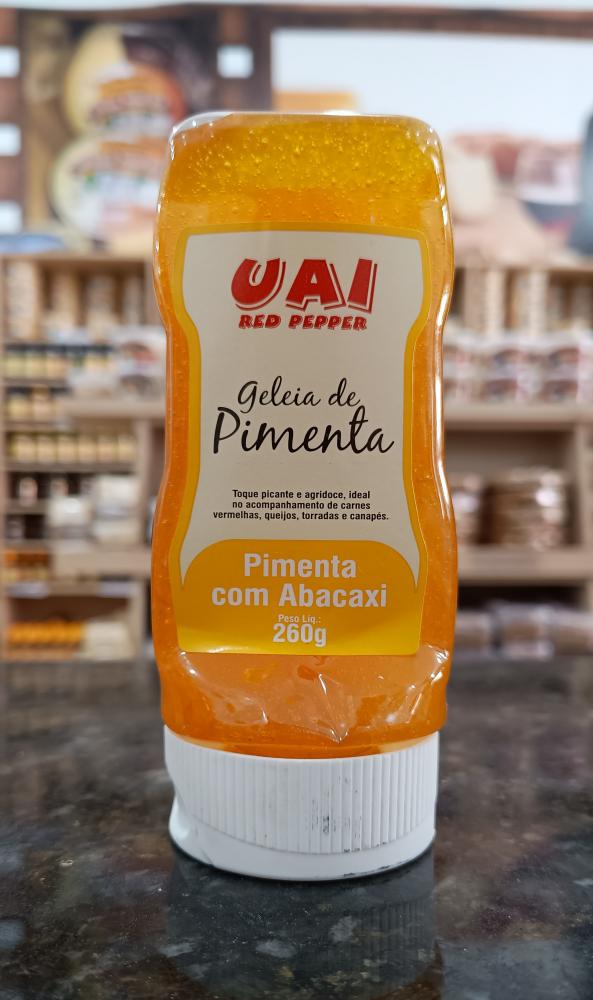 UAI
RED PEPPER
Geleia de
Pimenta
Toque picante e agridoce, ideal
no acompanhamento de carnes
vermelhas, queijos, torradas e canapés.
Pimenta
com Abacaxi
Peso Liq.:
260g